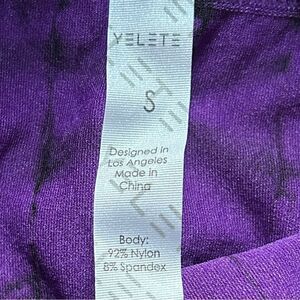 YELETE
S
Designed in
Los Angeles
Made in
China
Body:
92% Nylon
8% Spandex